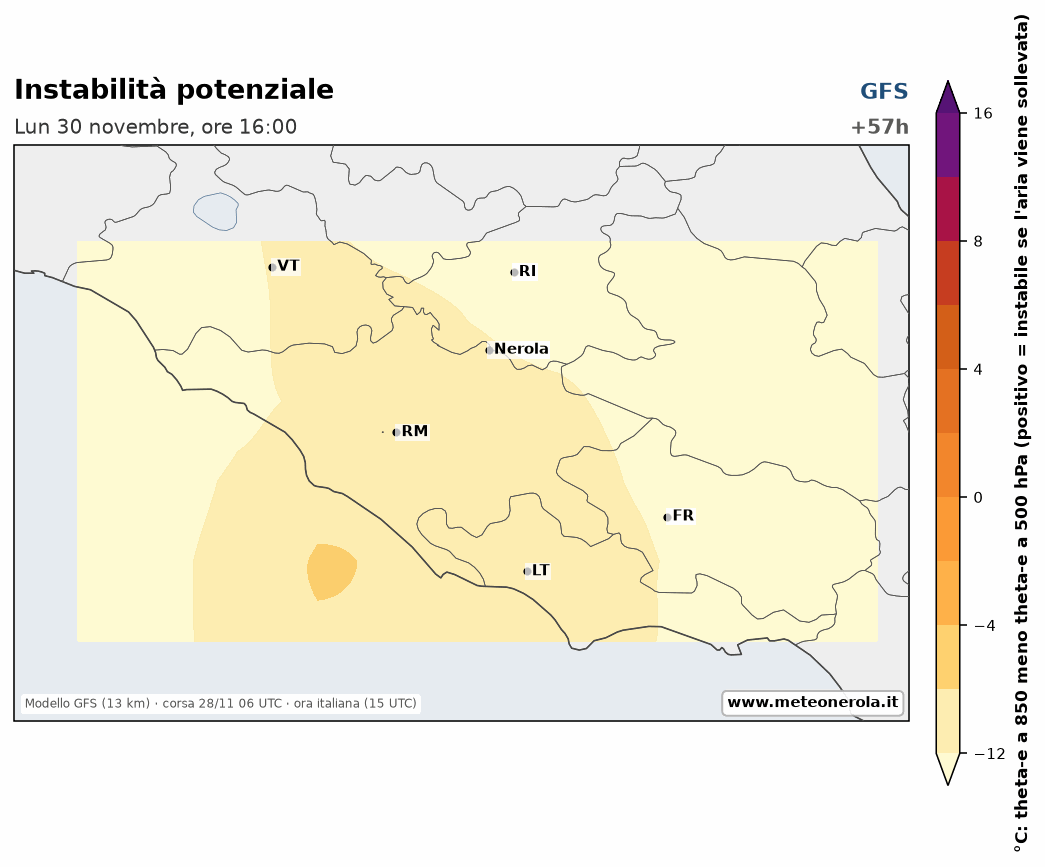 Instabilità potenziale
GFS
Lun 30 novembre, ore 16:00
+57h
VT
RI
Nerola
RM
FR
LT
Modello GFS (13 km) · corsa 28/11 06 UTC · ora italiana (15 UTC)
www.meteonerola.it
16
8
4
0
−4
−12
°C: theta-e a 850 meno theta-e a 500 hPa (positivo = instabile se l'aria viene sollevata)